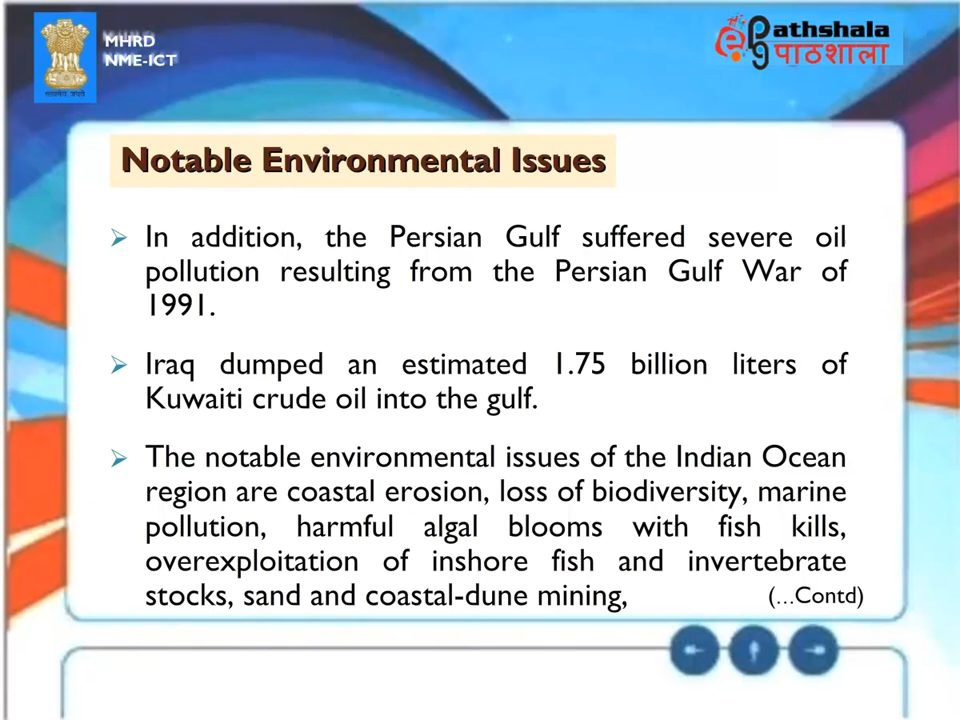 MHRD
NME-ICT
सत्यमेव जयते
ePg Pathshala
पाठशाला
Notable Environmental Issues
In addition, the Persian Gulf suffered severe oil
pollution resulting from the Persian Gulf War of
1991.
Iraq dumped an estimated 1.75 billion liters of
Kuwaiti crude oil into the gulf.
The notable environmental issues of the Indian Ocean
region are coastal erosion, loss of biodiversity, marine
pollution, harmful algal blooms with fish kills,
overexploitation of inshore fish and invertebrate
stocks, sand and coastal-dune mining,
(...Contd)